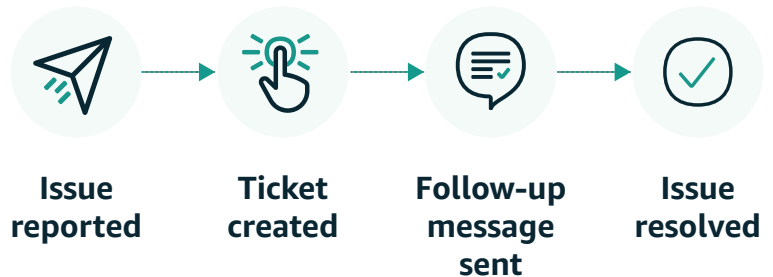 Issue
reported
Ticket
created
Follow-up
message
sent
Issue
resolved